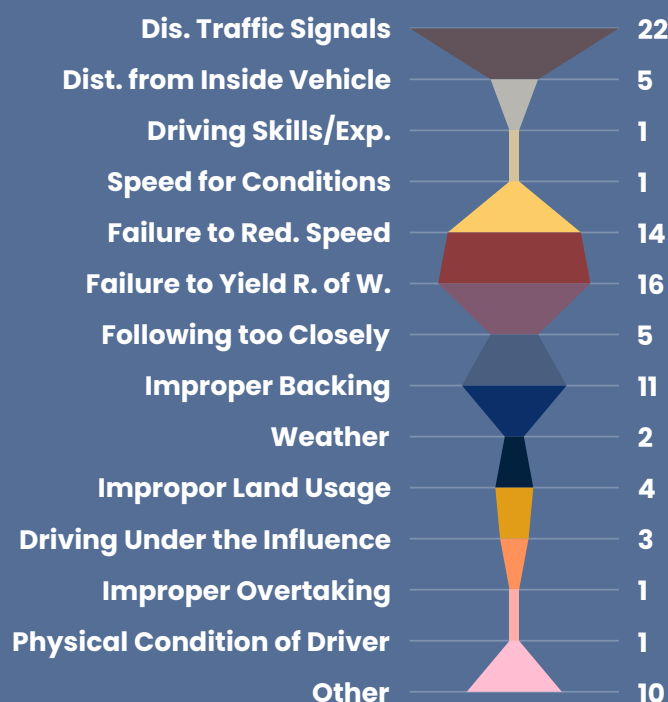 Dis. Traffic Signals 22
Dist. from Inside Vehicle 5
Driving Skills/Exp. 1
Speed for Conditions 1
Failure to Red. Speed 14
Failure to Yield R. of W. 16
Following too Closely 5
Improper Backing 11
Weather 2
Impropor Land Usage 4
Driving Under the Influence 3
Improper Overtaking 1
Physical Condition of Driver 1
Other 10